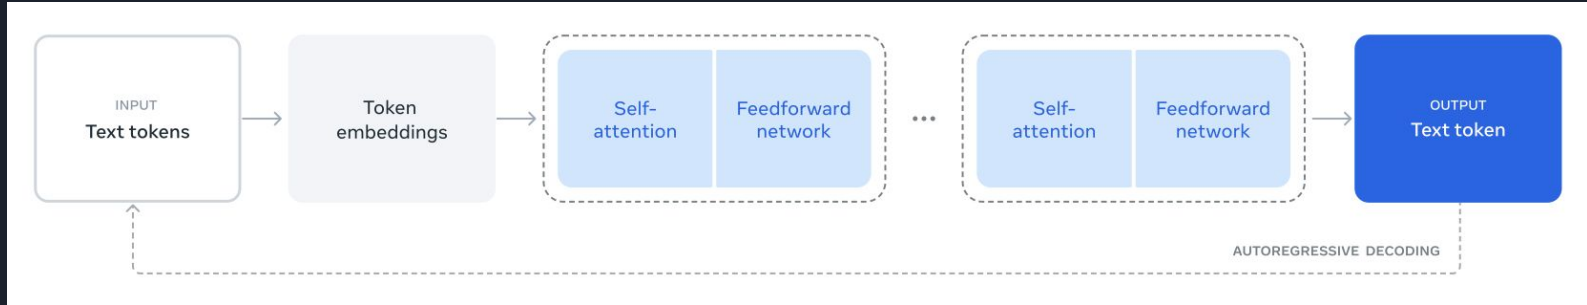 INPUT
Text tokens
Token
embeddings
Self-
attention
Feedforward
network
...
Self-
attention
Feedforward
network
OUTPUT
Text token
AUTOREGRESSIVE DECODING